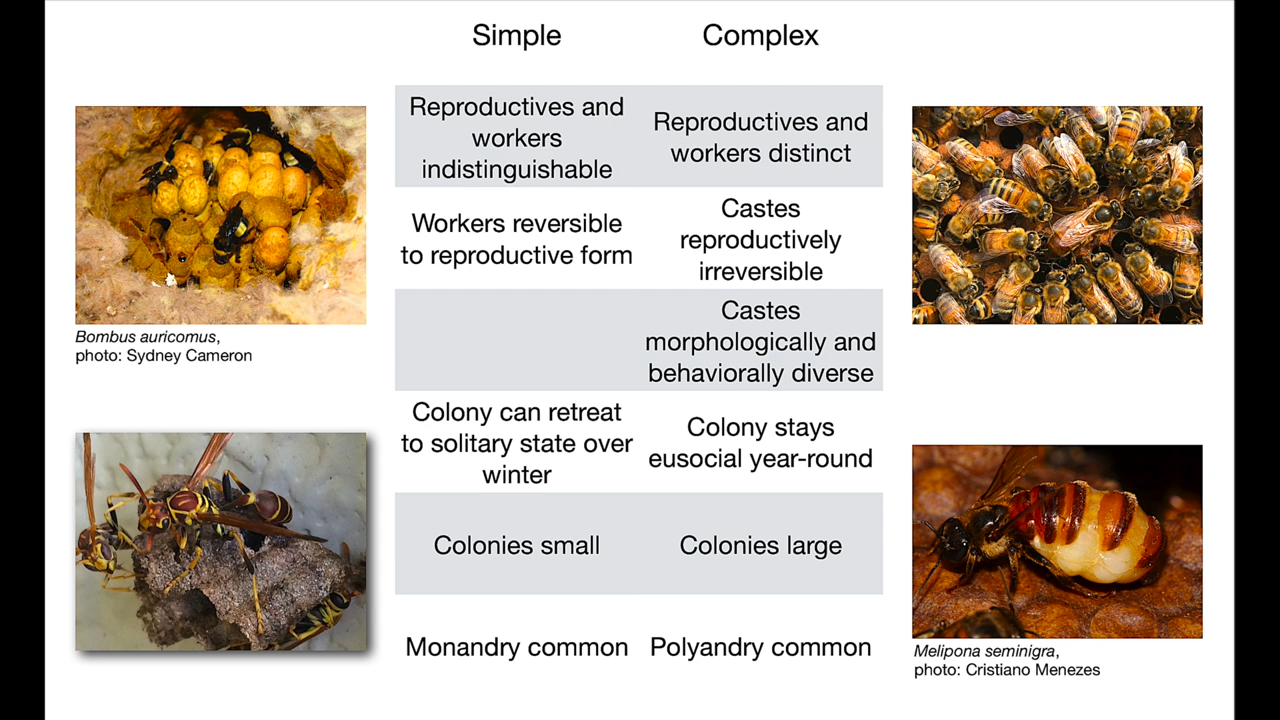 Simple
Complex
Reproductives and
workers
indistinguishable
Reproductives and
workers distinct
Workers reversible
to reproductive form
Castes
reproductively
irreversible
Castes
morphologically and
behaviorally diverse
Colony can retreat
to solitary state over
winter
Colony stays
eusocial year-round
Colonies small
Colonies large
Monandry common
Polyandry common
Bombus auricomus,
photo: Sydney Cameron
Melipona seminigra,
photo: Cristiano Menezes